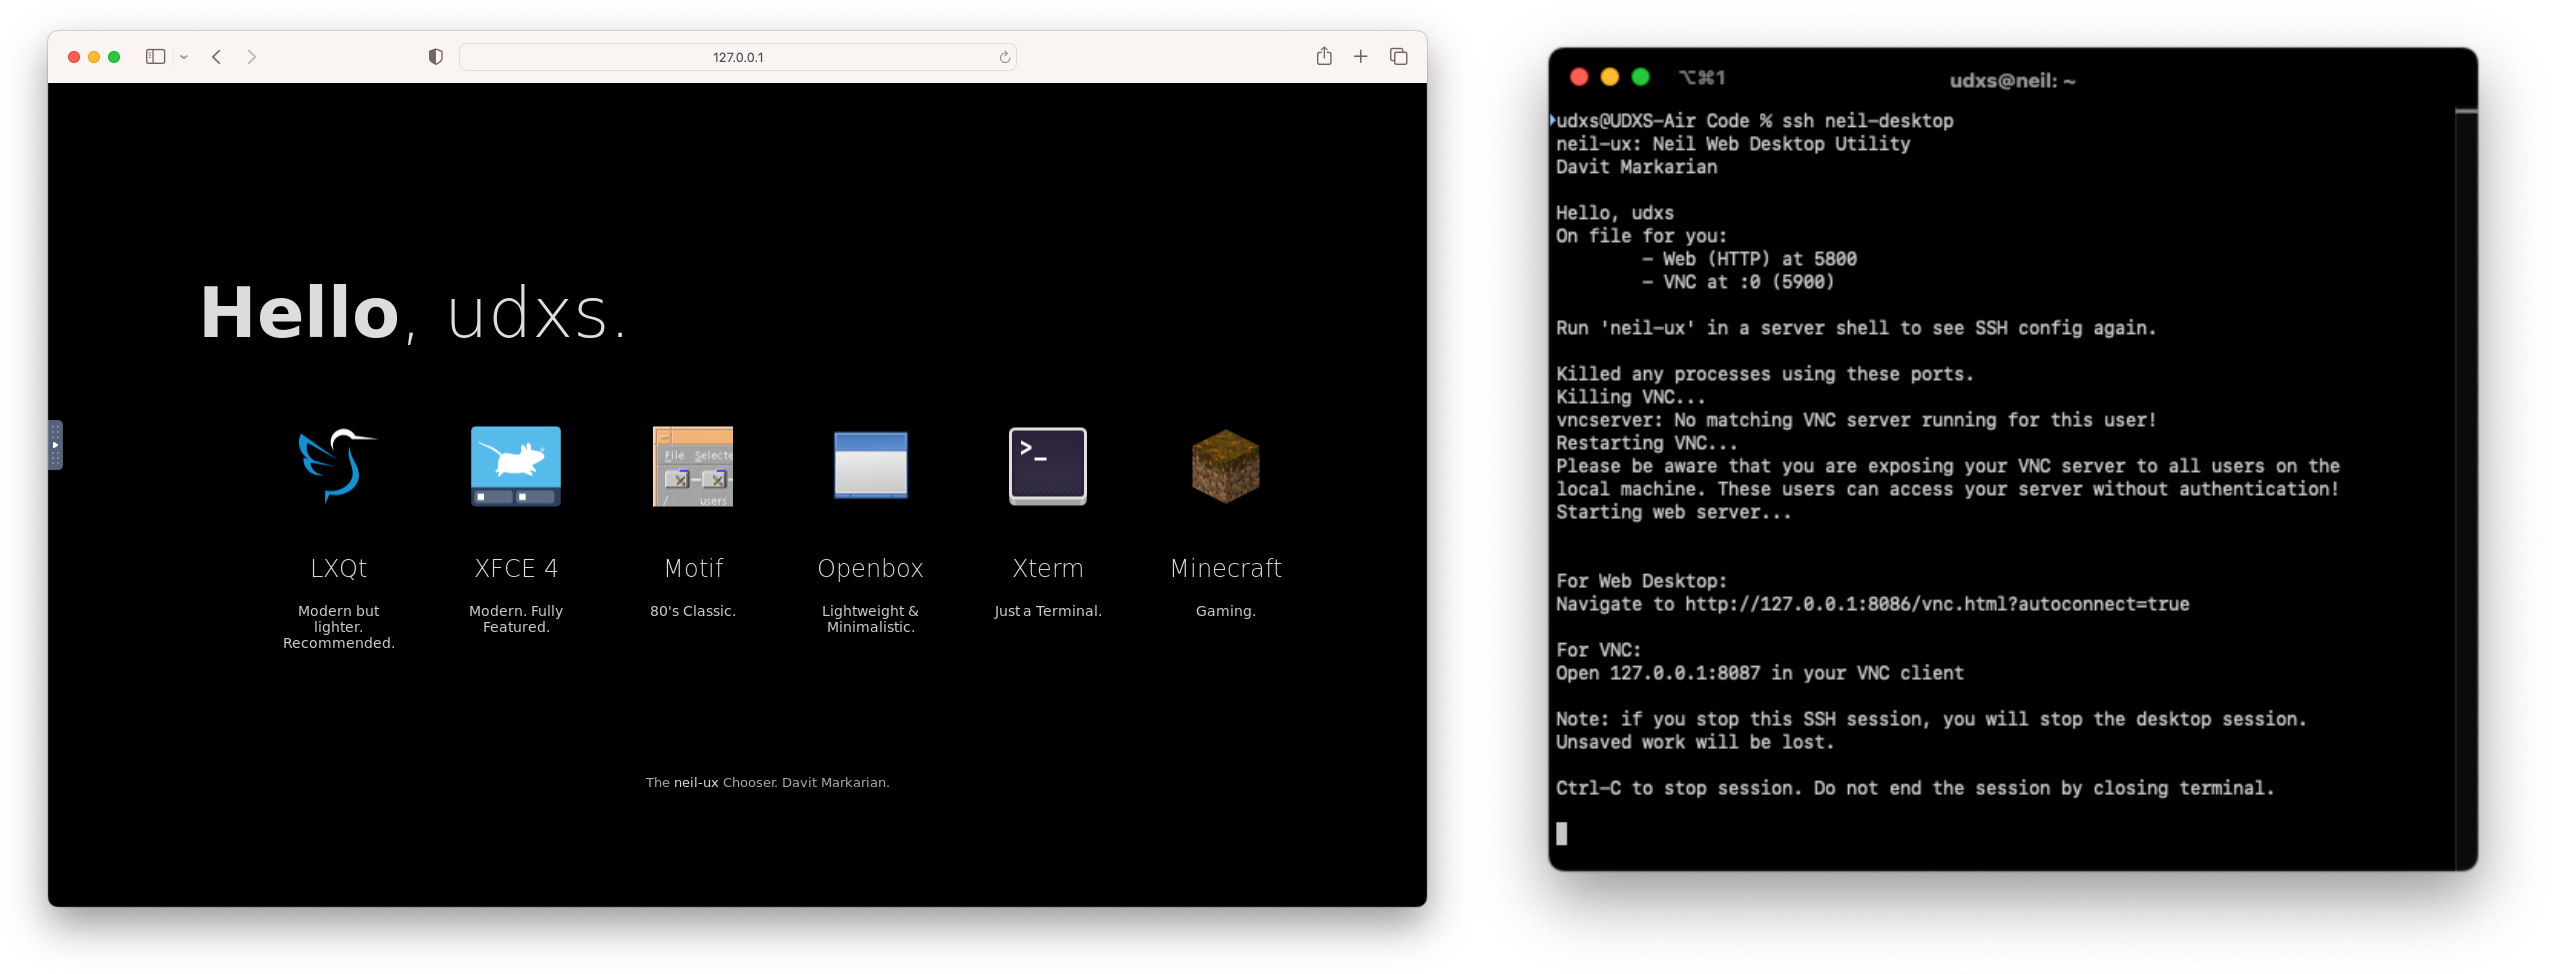 127.0.0.1
Hello, udxs.
File Selecte
/ users
>_
LXQt
Modern but
lighter.
Recommended.
XFCE 4
Modern. Fully
Featured.
Motif
80's Classic.
Openbox
Lightweight &
Minimalistic.
Xterm
Just a Terminal.
Minecraft
Gaming.
The neil-ux Chooser. Davit Markarian.
⌥⌘1
udxs@neil: ~
udxs@UDXS-Air Code % ssh neil-desktop
neil-ux: Neil Web Desktop Utility
Davit Markarian
Hello, udxs
On file for you:
- Web (HTTP) at 5800
- VNC at :0 (5900)
Run 'neil-ux' in a server shell to see SSH config again.
Killed any processes using these ports.
Killing VNC...
vncserver: No matching VNC server running for this user!
Restarting VNC...
Please be aware that you are exposing your VNC server to all users on the
local machine. These users can access your server without authentication!
Starting web server...
For Web Desktop:
Navigate to http://127.0.0.1:8086/vnc.html?autoconnect=true
For VNC:
Open 127.0.0.1:8087 in your VNC client
Note: if you stop this SSH session, you will stop the desktop session.
Unsaved work will be lost.
Ctrl-C to stop session. Do not end the session by closing terminal.